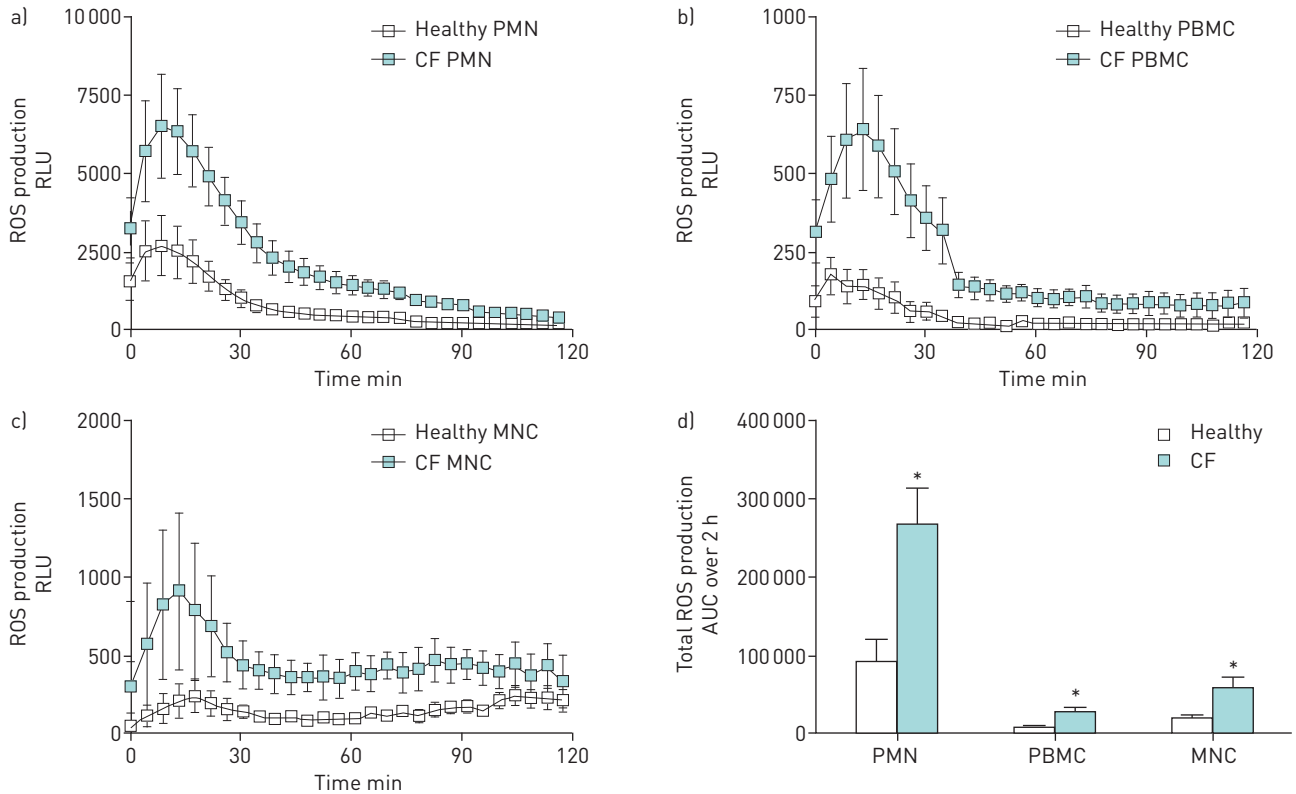 a)
10 000
7500
5000
2500
0
ROS production
RLU
Healthy PMN
CF PMN
0 30 60 90 120
Time min
b)
1000
750
500
250
0
ROS production
RLU
Healthy PBMC
CF PBMC
0 30 60 90 120
Time min
c)
2000
1500
1000
500
0
ROS production
RLU
Healthy MNC
CF MNC
0 30 60 90 120
Time min
d)
400 000
300 000
200 000
100 000
0
Total ROS production
AUC over 2 h
Healthy
CF
*
*
*
PMN PBMC MNC